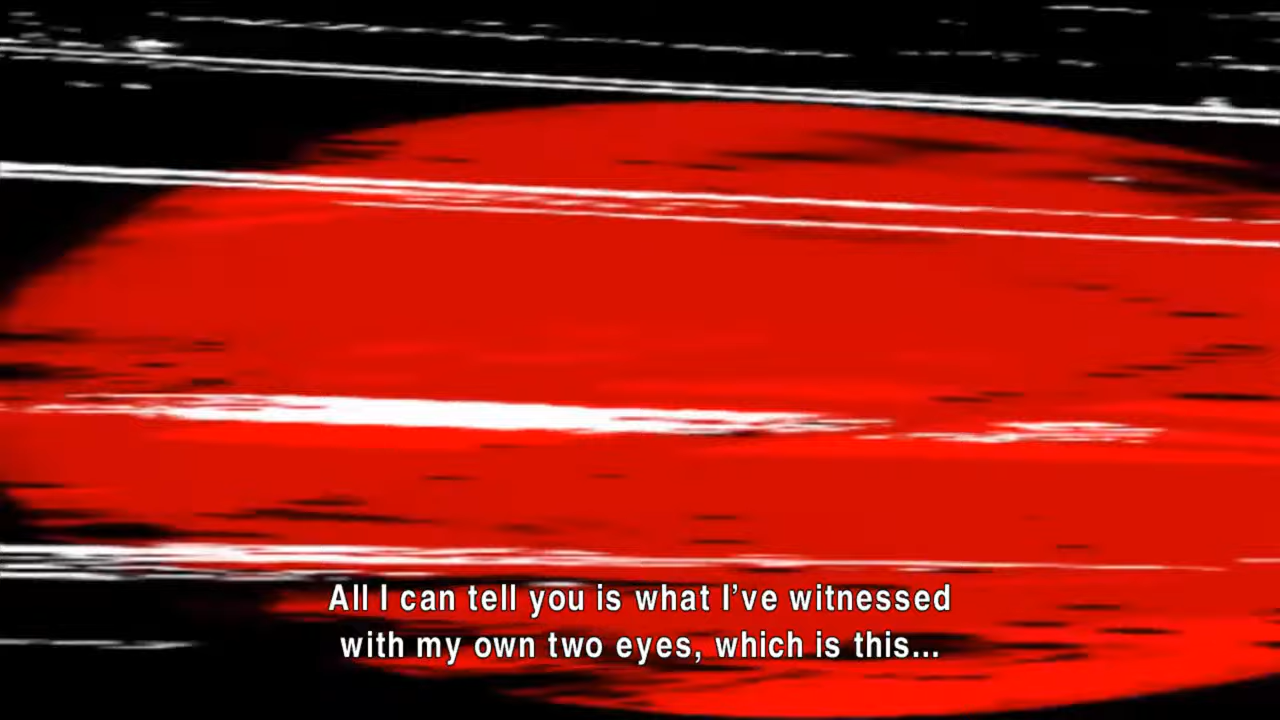 All I can tell you is what I’ve witnessed
with my own two eyes, which is this...